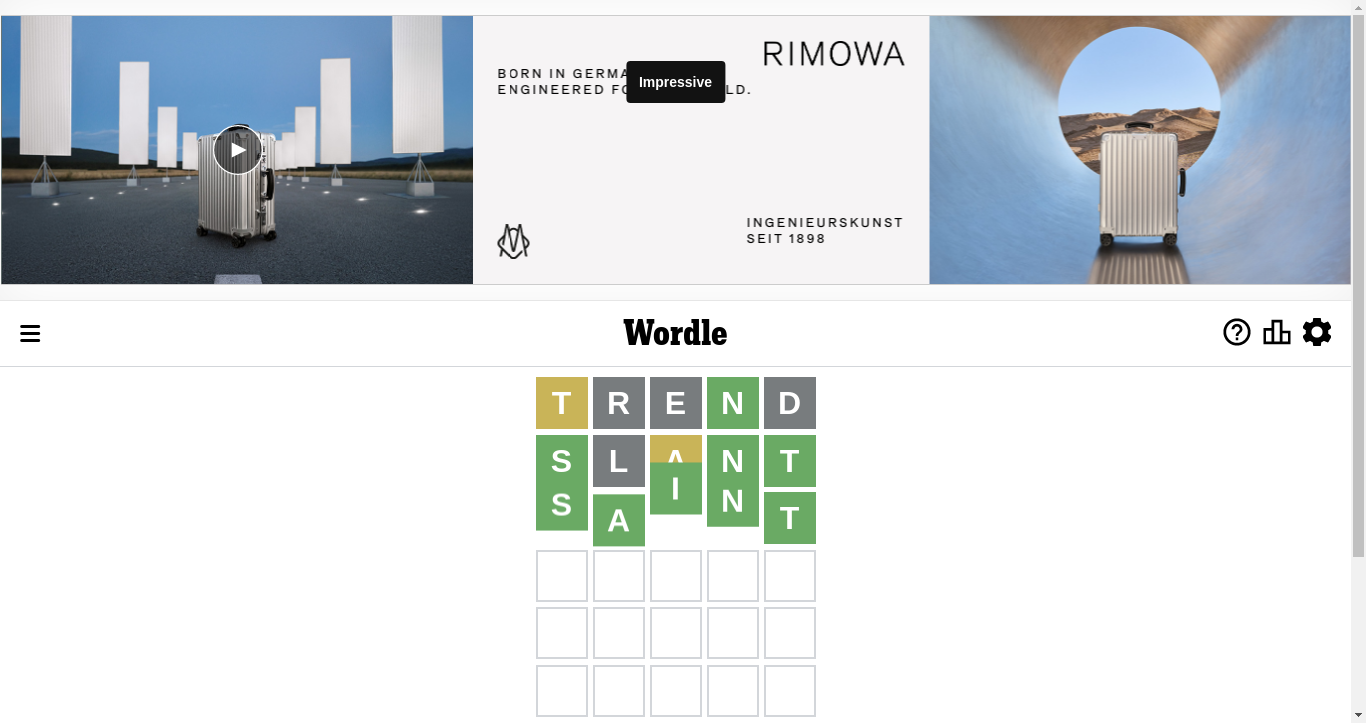 BORN IN GERMA
ENGINEERED FO LD.
Impressive
RIMOWA
INGENIEURSKUNST
SEIT 1898
Wordle
T R E N D
S L A N T
S A I N T